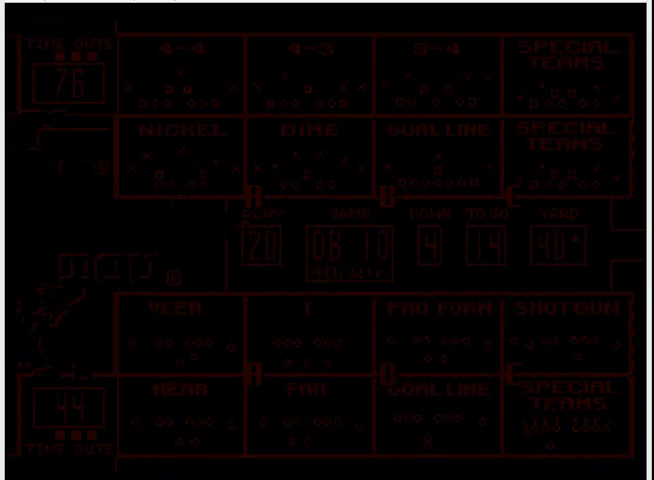 TIME OUTS
4-4 4-3 3-4 SPECIAL TEAMS
76
NICKEL DIME GOAL LINE SPECIAL TEAMS
A B C
PLAY GAME DOWN TO GO YARD
20 08:10 4 14 40
VEER T PRO FORM SHOTGUN
A C
NEAR FAR GOAL LINE SPECIAL TEAMS
44
TIME OUTS